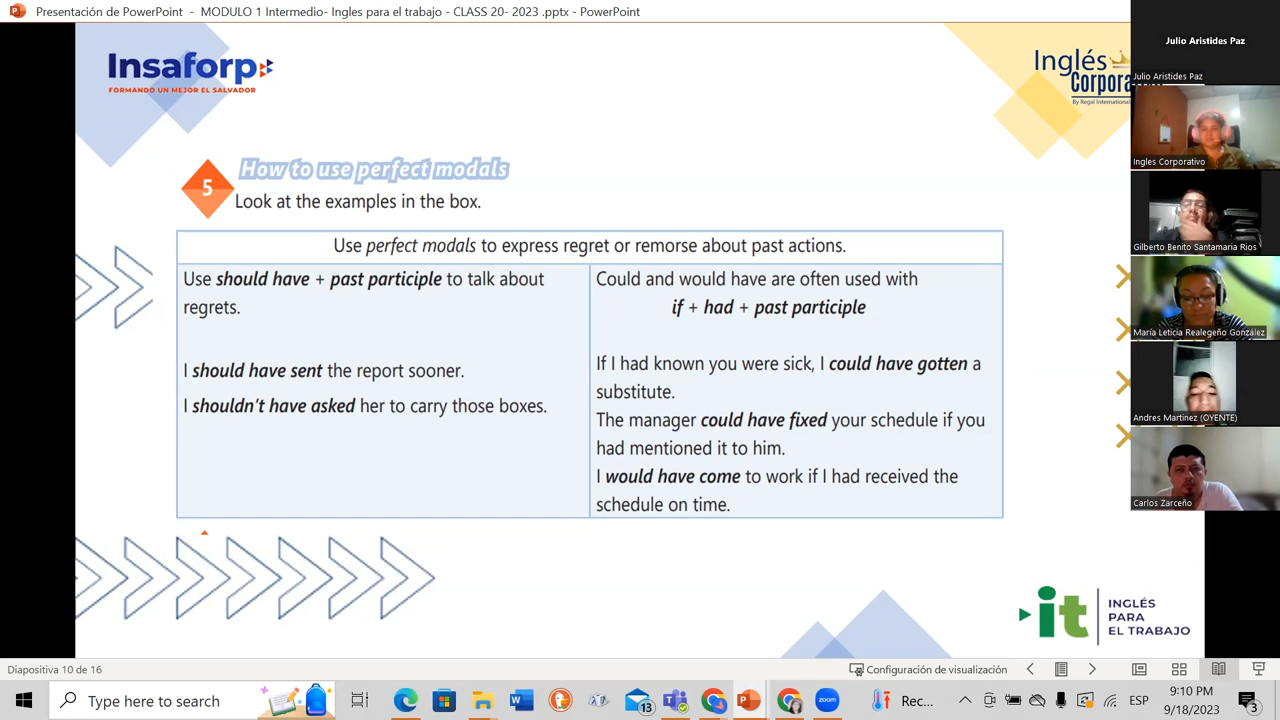 Presentación de PowerPoint - MODULO 1 Intermedio- Ingles para el trabajo - CLASS 20- 2023 .pptx - PowerPoint
Insaforp
FORMANDO UN MEJOR EL SALVADOR
Inglés
Corpora
By Regal International
How to use perfect modals
5
Look at the examples in the box.
Use perfect modals to express regret or remorse about past actions.
Use should have + past participle to talk about
regrets.
I should have sent the report sooner.
I shouldn't have asked her to carry those boxes.
Could and would have are often used with
if + had + past participle
If I had known you were sick, I could have gotten a
substitute.
The manager could have fixed your schedule if you
had mentioned it to him.
I would have come to work if I had received the
schedule on time.
it
INGLÉS
PARA
EL TRABAJO
Julio Aristides Paz
Julio Aristides Paz
Ingles Corporativo
Gilberto Benito Santamaria Rios
María Leticia Realegeño González
Andres Martinez (OYENTE)
Carlos Zarceño
Diapositiva 10 de 16
Configuración de visualización
Type here to search
13
zoom
Rec...
ESP
9:10 PM
9/18/2023
3